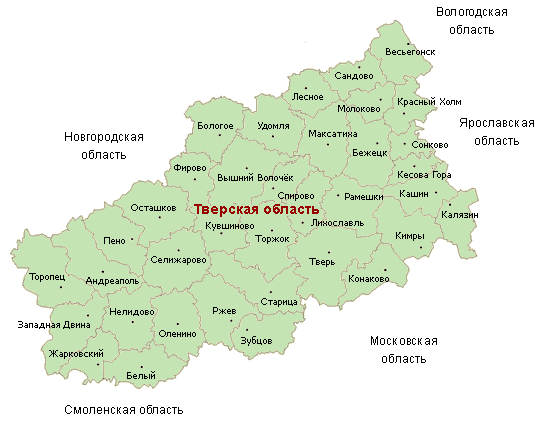 Вологодская
область
Весьегонск
Сандово
Лесное
Молоково
Красный Холм
Ярославская
область
Бологое
Удомля
Максатиха
Новгородская
область
Бежецк
Сонково
Фирово
Вышний Волочёк
Кесова Гора
Спирово
Рамешки
Кашин
Осташков
Тверская область
Калязин
Кувшиново
Лихославль
Пено
Торжок
Кимры
Селижарово
Тверь
Торопец
Андреаполь
Конаково
Старица
Западная Двина
Нелидово
Ржев
Оленино
Зубцов
Московская
область
Жарковский
Белый
Смоленская область